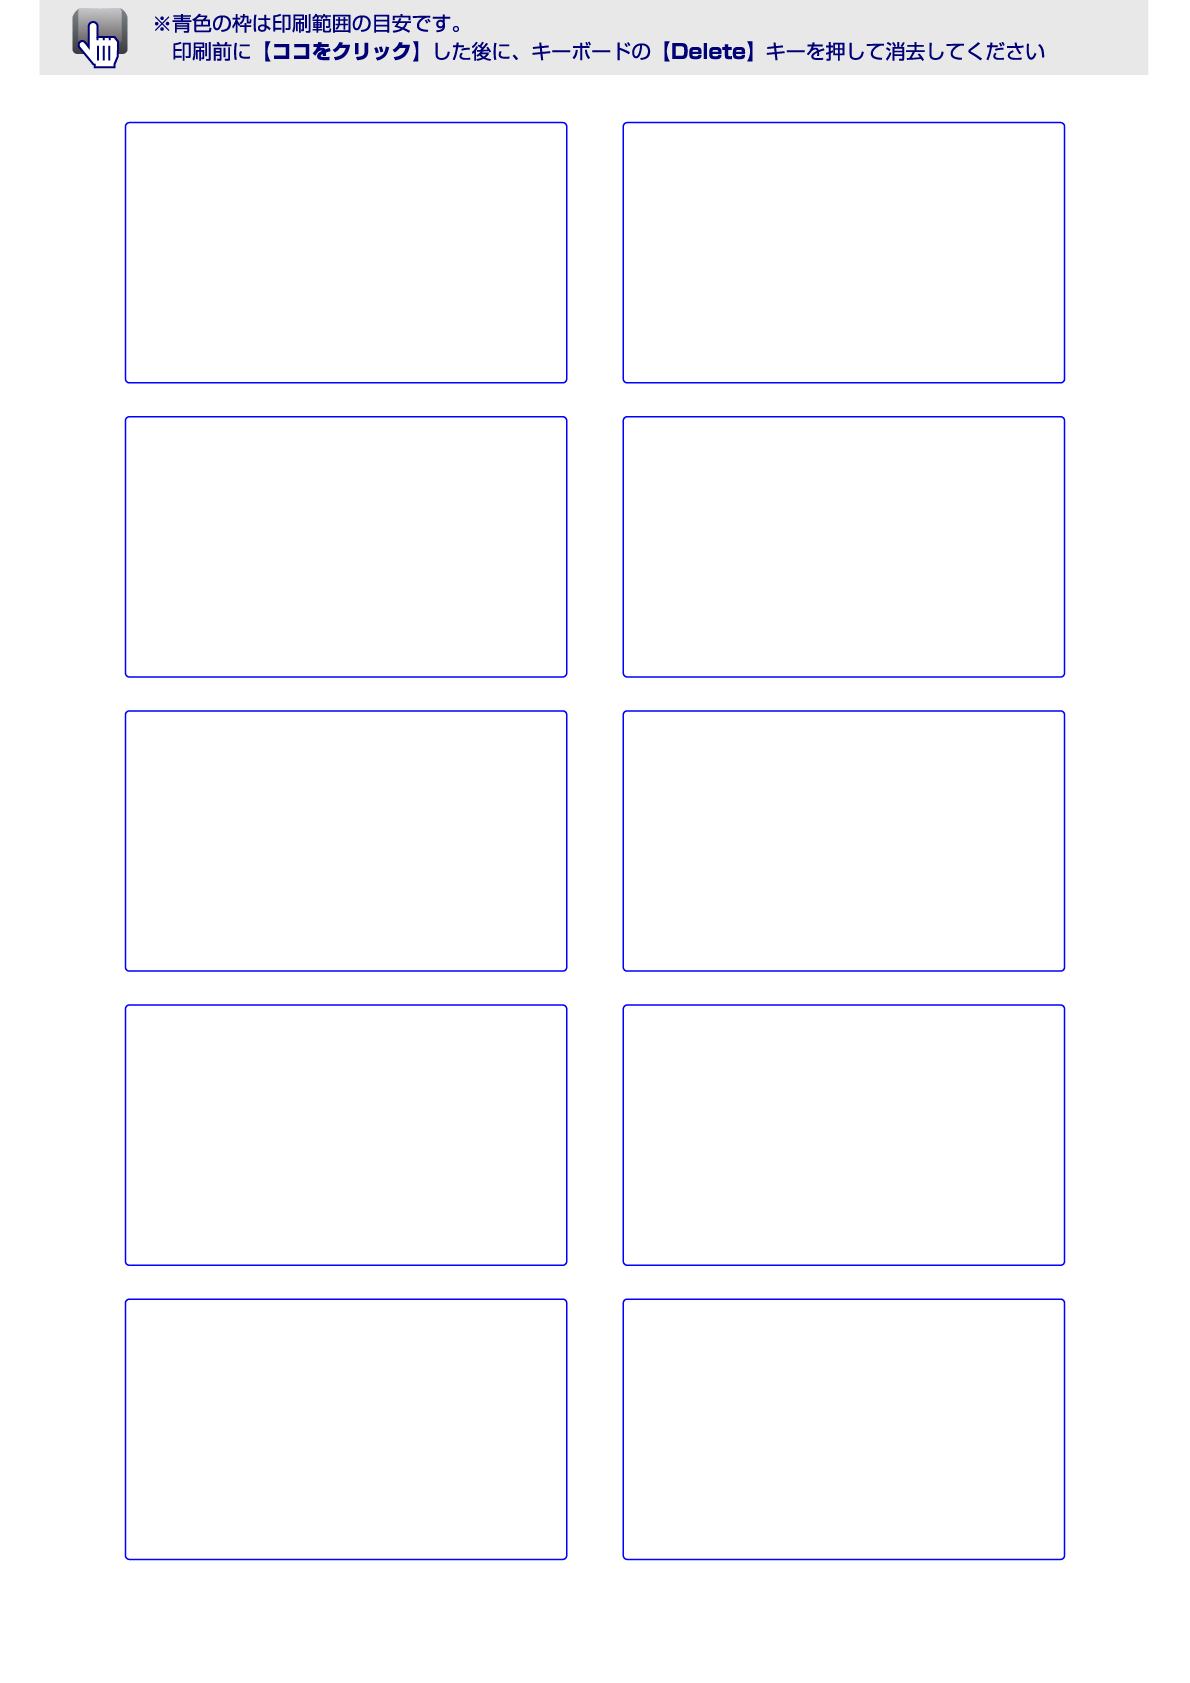 ※青色の枠は印刷範囲の目安です。
印刷前に【ココをクリック】した後に、キーボードの【Delete】キーを押して消去してください